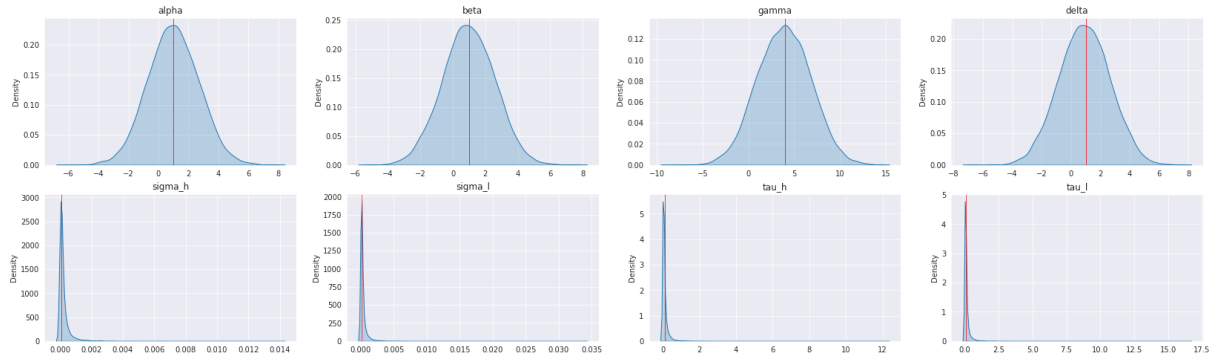 alpha
beta
gamma
delta
Density
0.20
0.15
0.10
0.05
0.00
−6 −4 −2 0 2 4 6 8
Density
0.25
0.20
0.15
0.10
0.05
0.00
−6 −4 −2 0 2 4 6 8
Density
0.12
0.10
0.08
0.06
0.04
0.02
0.00
−10 −5 0 5 10 15
Density
0.20
0.15
0.10
0.05
0.00
−8 −6 −4 −2 0 2 4 6 8
sigma_h
sigma_l
tau_h
tau_l
Density
3000
2500
2000
1500
1000
500
0
0.000 0.002 0.004 0.006 0.008 0.010 0.012 0.014
Density
2000
1750
1500
1250
1000
750
500
250
0
0.000 0.005 0.010 0.015 0.020 0.025 0.030 0.035
Density
5
4
3
2
1
0
0 2 4 6 8 10 12
Density
5
4
3
2
1
0
0.0 2.5 5.0 7.5 10.0 12.5 15.0 17.5